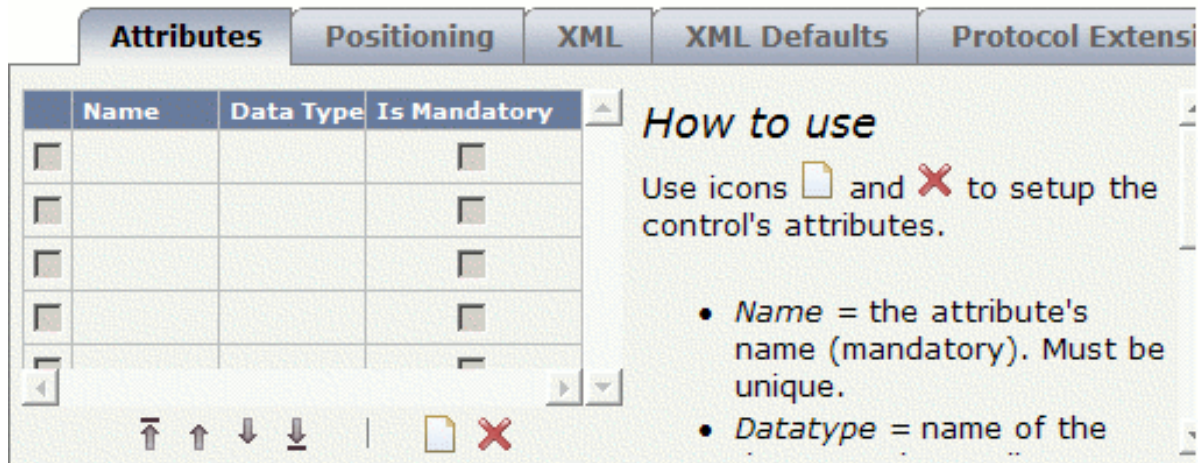 Attributes Positioning XML XML Defaults Protocol Extensi
Name Data Type Is Mandatory
How to use
Use icons and to setup the
control's attributes.
• Name = the attribute's
name (mandatory). Must be
unique.
• Datatype = name of the